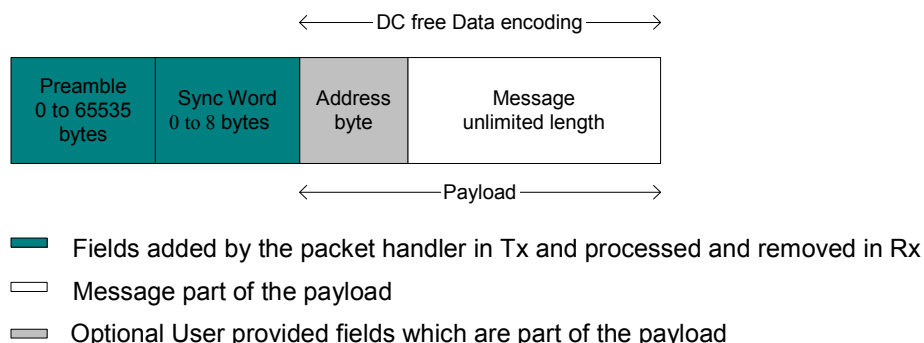 DC free Data encoding
Preamble
0 to 65535
bytes
Sync Word
0 to 8 bytes
Address
byte
Message
unlimited length
Payload
Fields added by the packet handler in Tx and processed and removed in Rx
Message part of the payload
Optional User provided fields which are part of the payload